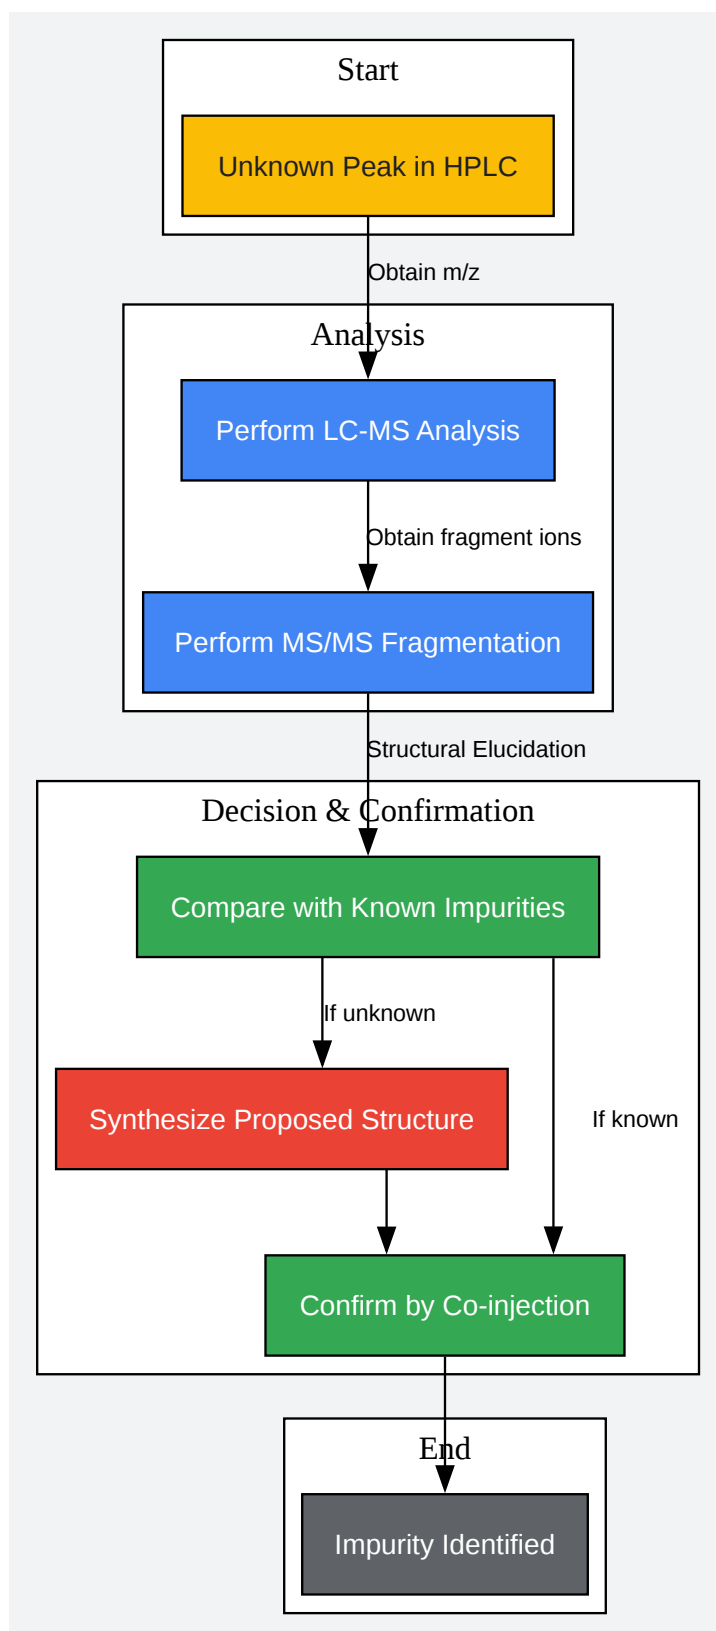 Start
Unknown Peak in HPLC
Obtain m/z
Analysis
Perform LC-MS Analysis
Obtain fragment ions
Perform MS/MS Fragmentation
Structural Elucidation
Decision & Confirmation
Compare with Known Impurities
If unknown
Synthesize Proposed Structure
If known
Confirm by Co-injection
End
Impurity Identified